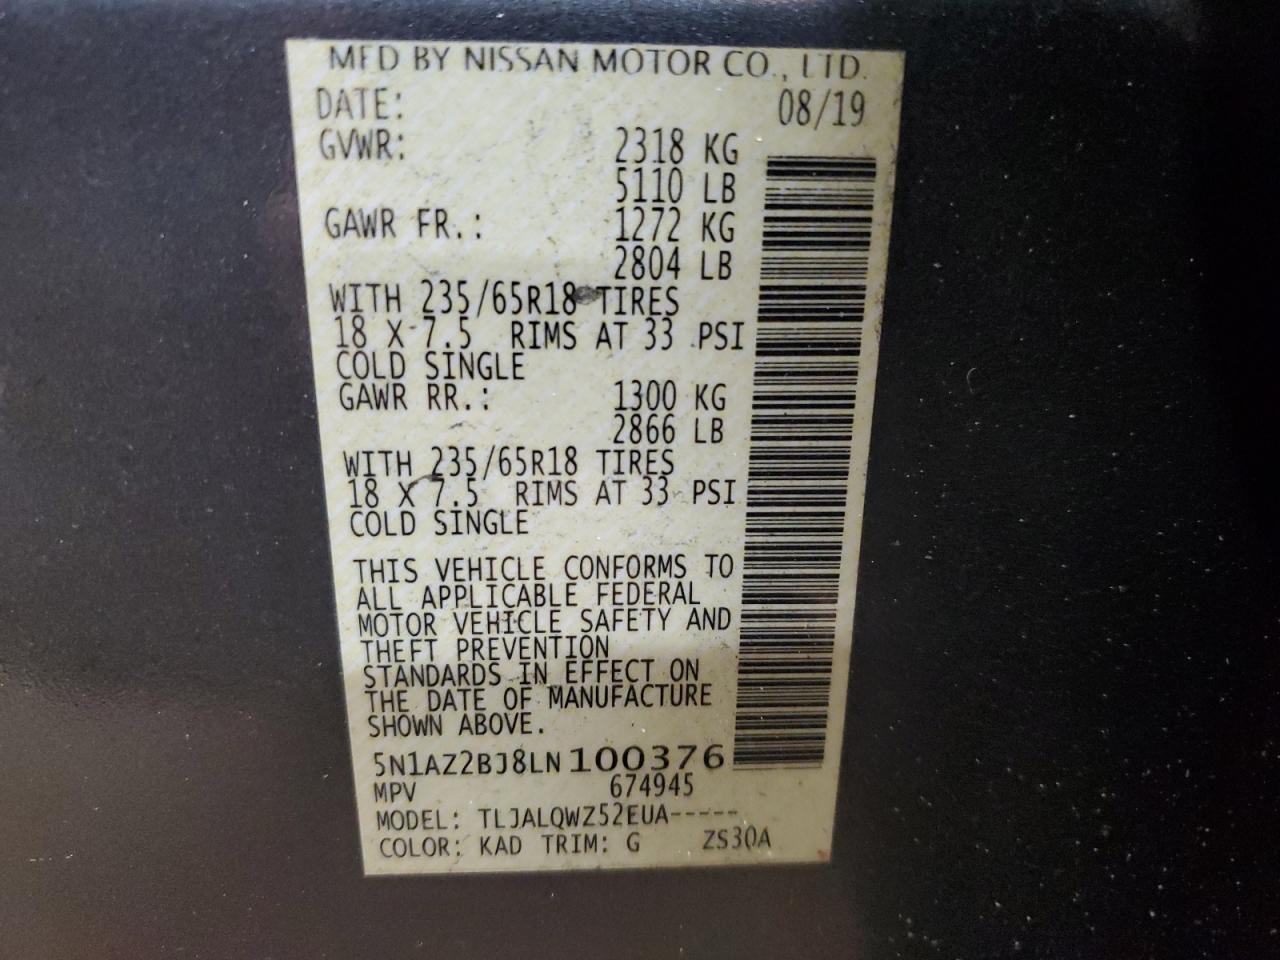 MFD BY NISSAN MOTOR CO., LTD.
DATE: 08/19
GVWR: 2318 KG
5110 LB
GAWR FR.: 1272 KG
2804 LB
WITH 235/65R18 TIRES
18 X 7.5 RIMS AT 33 PSI
COLD SINGLE
GAWR RR.: 1300 KG
2866 LB
WITH 235/65R18 TIRES
18 X 7.5 RIMS AT 33 PSI
COLD SINGLE
THIS VEHICLE CONFORMS TO
ALL APPLICABLE FEDERAL
MOTOR VEHICLE SAFETY AND
THEFT PREVENTION
STANDARDS IN EFFECT ON
THE DATE OF MANUFACTURE
SHOWN ABOVE.
5N1AZ2BJ8LN100376
MPV 674945
MODEL: TLJALQWZ52EUA-----
COLOR: KAD TRIM: G ZS30A